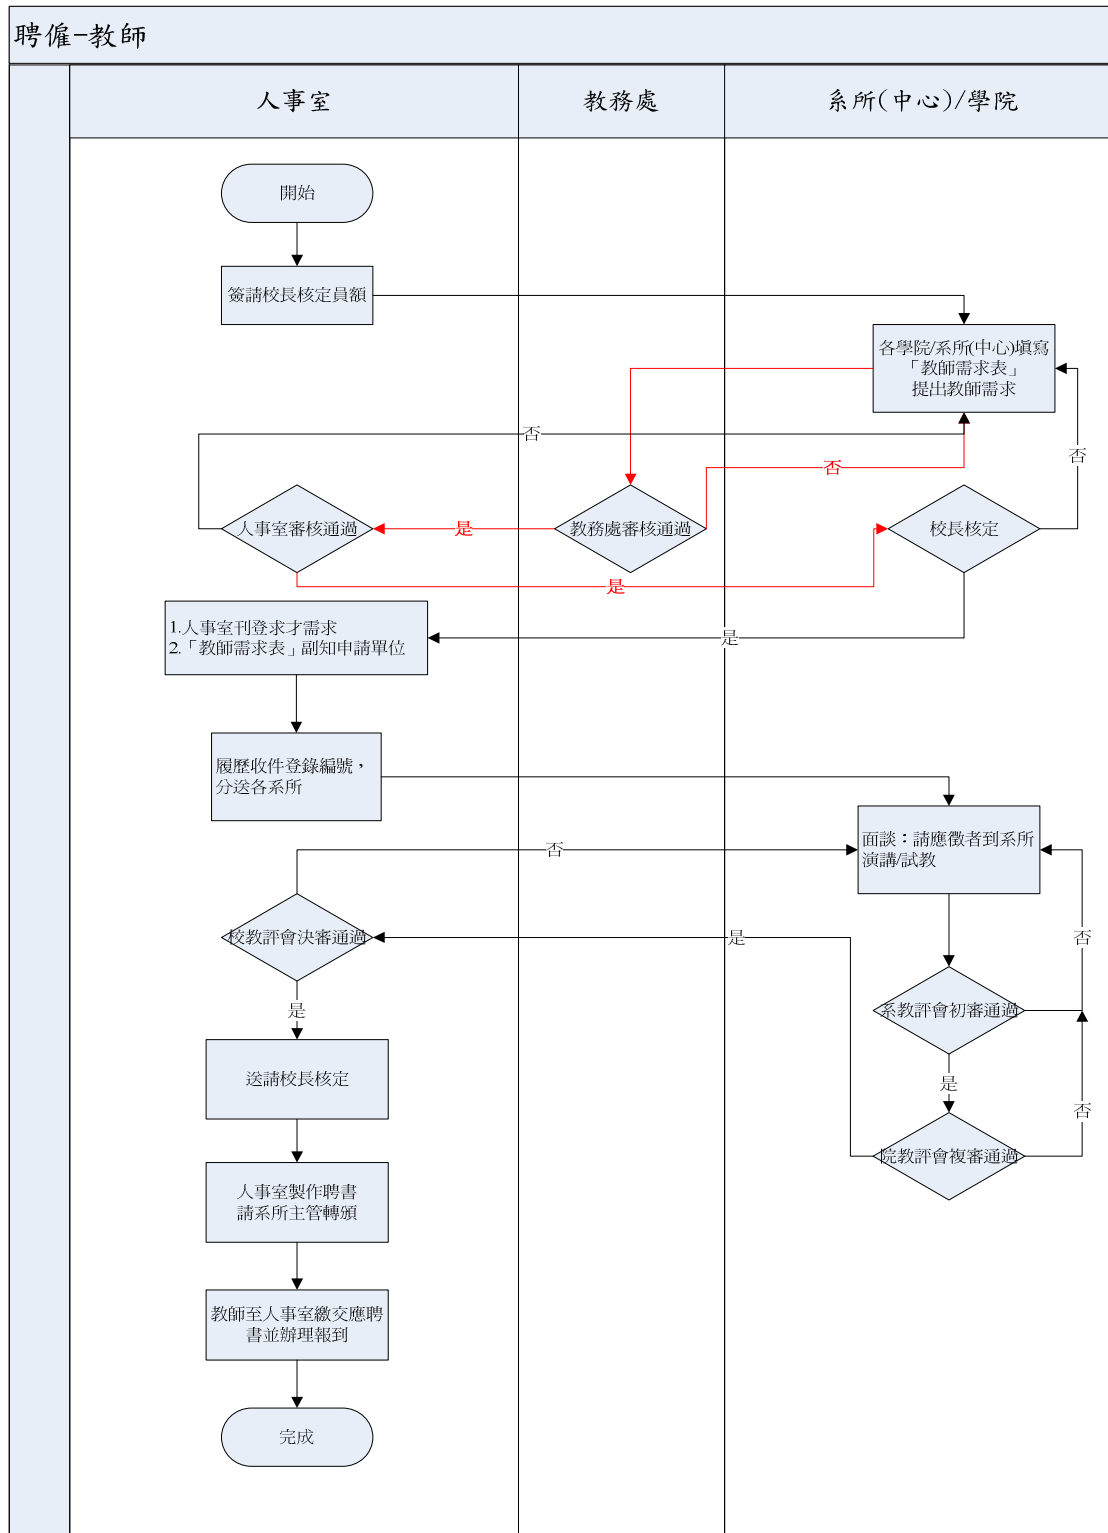 聘僱-教師
人事室
教務處
系所(中心)/學院
開始
簽請校長核定員額
各學院/系所(中心)填寫
「教師需求表」
提出教師需求
否
否
否
人事室審核通過
是
教務處審核通過
校長核定
是
1.人事室刊登求才需求
2.「教師需求表」副知申請單位
是
履歷收件登錄編號，
分送各系所
面談：請應徵者到系所
演講/試教
否
校教評會決審通過
是
否
是
系教評會初審通過
送請校長核定
是
否
院教評會複審通過
人事室製作聘書
請系所主管轉頒
教師至人事室繳交應聘
書並辦理報到
完成